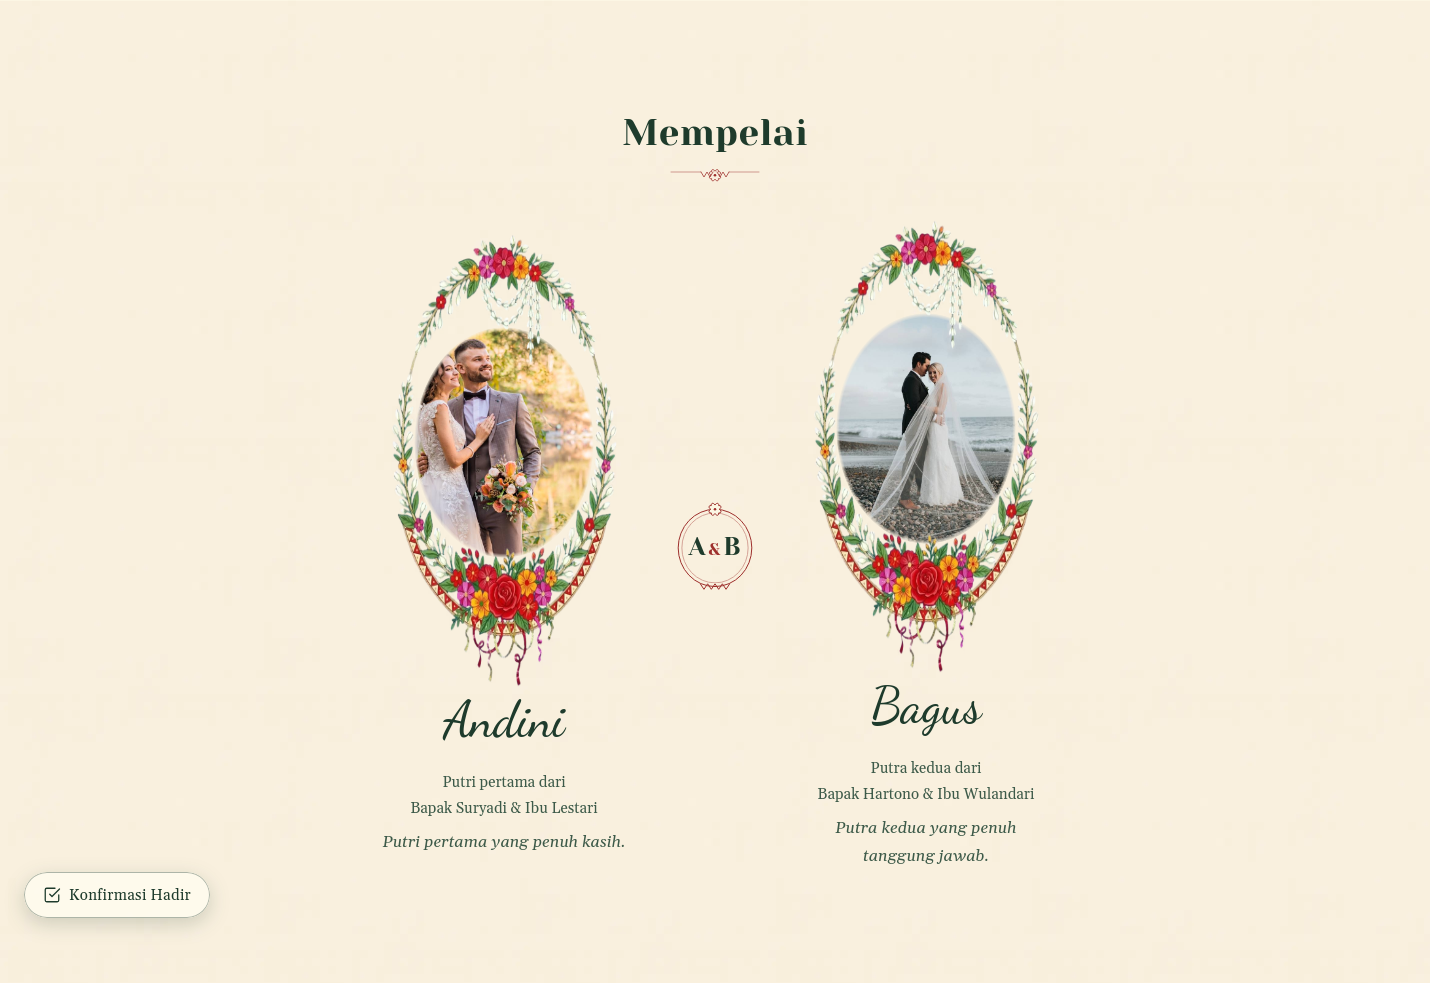 Mempelai
Andini
Putri pertama dari
Bapak Suryadi & Ibu Lestari
Putri pertama yang penuh kasih.
A & B
Bagus
Putra kedua dari
Bapak Hartono & Ibu Wulandari
Putra kedua yang penuh
tanggung jawab.
Konfirmasi Hadir